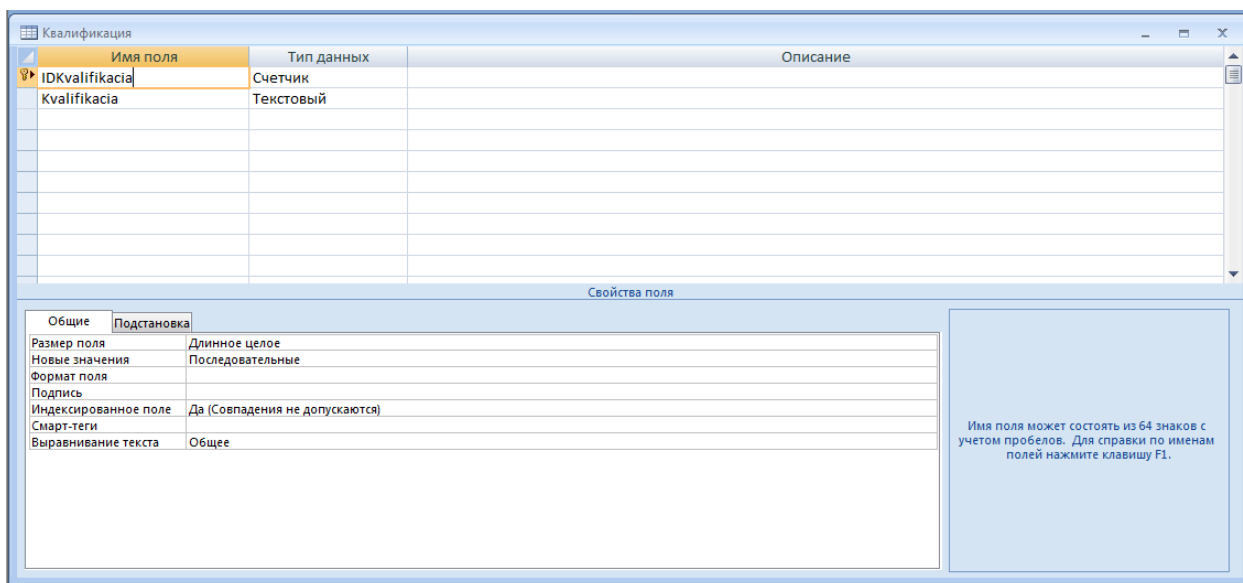 Квалификация
Имя поля Тип данных Описание
IDKvalifikacia Счетчик
Kvalifikacia Текстовый
Свойства поля
Общие Подстановка
Размер поля Длинное целое
Новые значения Последовательные
Формат поля
Подпись
Индексированное поле Да (Совпадения не допускаются)
Смарт-теги
Выравнивание текста Общее
Имя поля может состоять из 64 знаков с
учетом пробелов. Для справки по именам
полей нажмите клавишу F1.